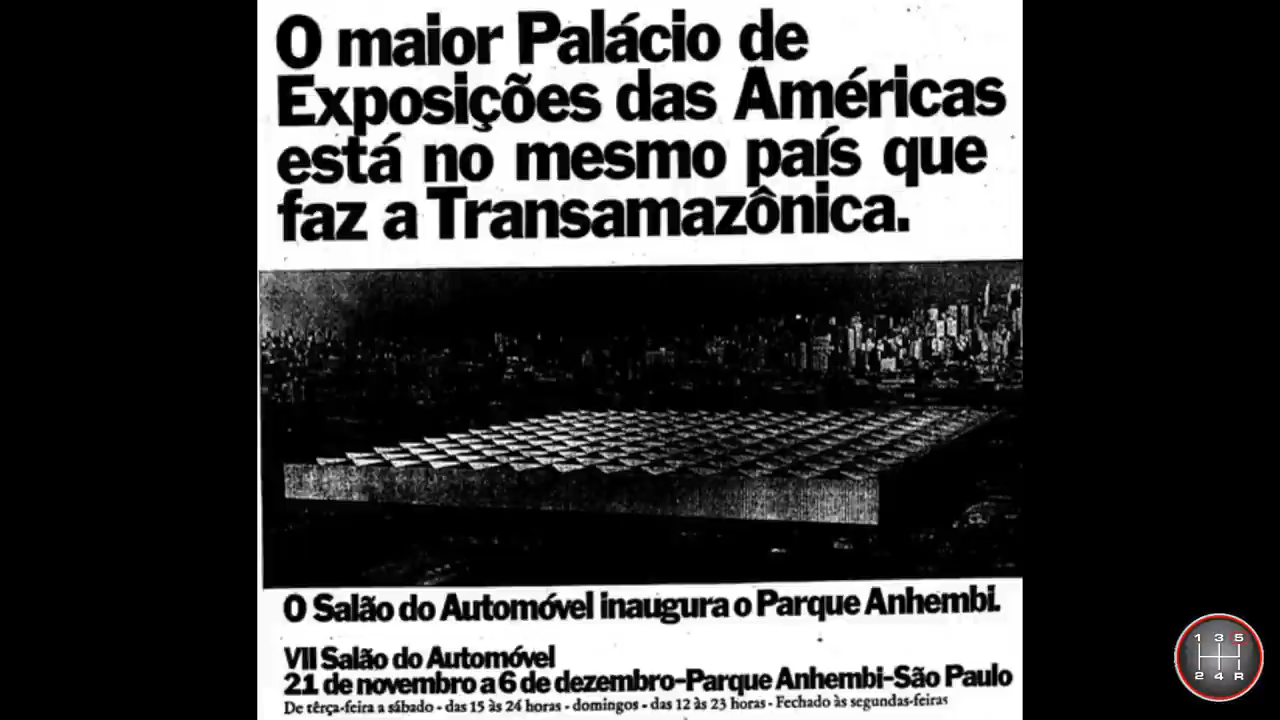 O maior Palácio de
Exposições das Américas
está no mesmo país que
faz a Transamazônica.
O Salão do Automóvel inaugura o Parque Anhembi.
VII Salão do Automóvel
21 de novembro a 6 de dezembro-Parque Anhembi-São Paulo
De têrça-feira a sábado - das 15 às 24 horas - domingos - das 12 às 23 horas - Fechado às segundas-feiras
1 3 5
2 4 R